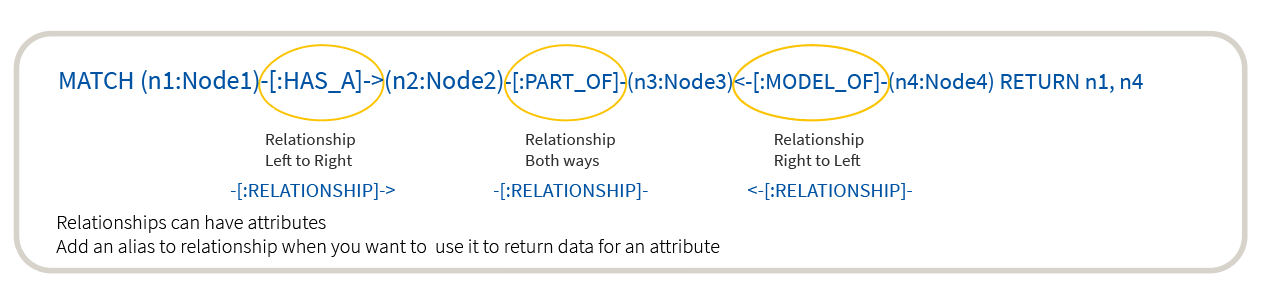 MATCH (n1:Node1)-[:HAS_A]->(n2:Node2)-[:PART_OF]-(n3:Node3)<-[:MODEL_OF]-(n4:Node4) RETURN n1, n4
Relationship
Left to Right
-[:RELATIONSHIP]->
Relationship
Both ways
-[:RELATIONSHIP]-
Relationship
Right to Left
<-[:RELATIONSHIP]-
Relationships can have attributes
Add an alias to relationship when you want to use it to return data for an attribute